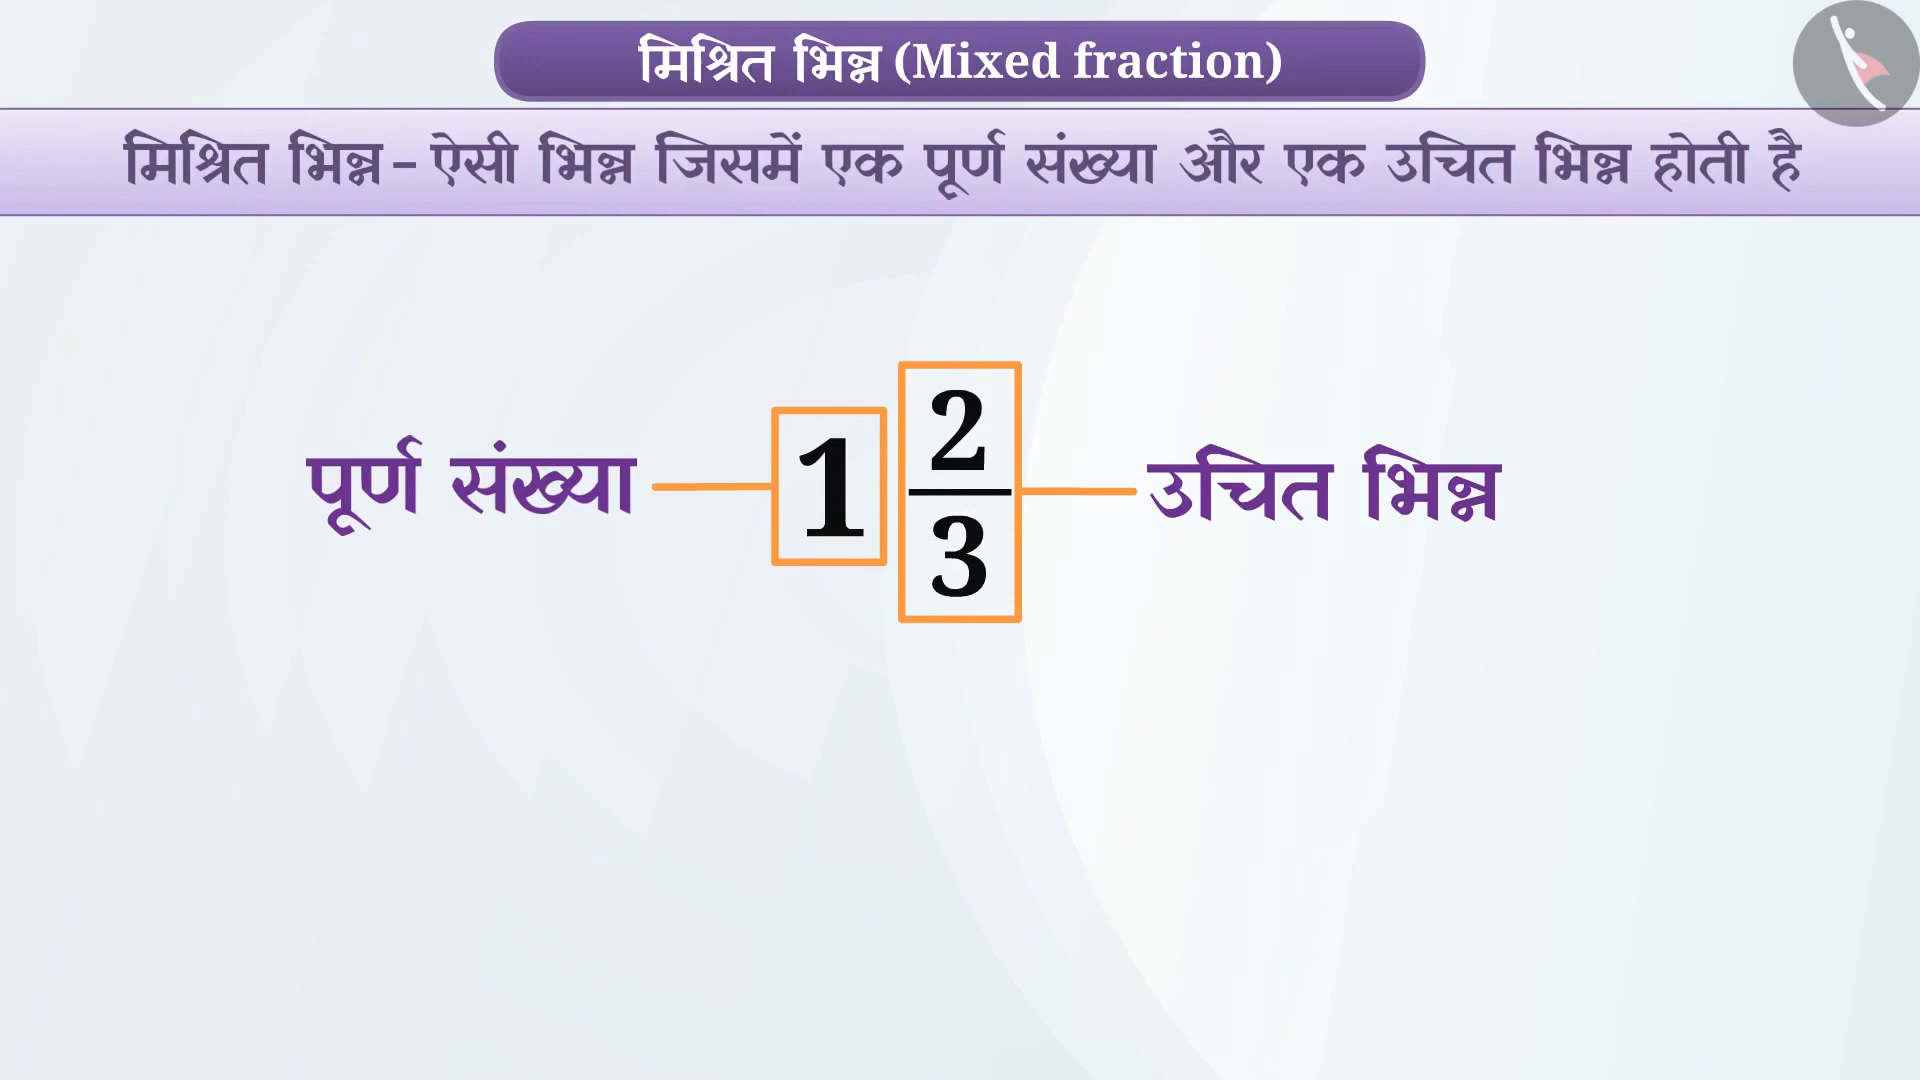 मिश्रित भिन्न (Mixed fraction)
मिश्रित भिन्न - ऐसी भिन्न जिसमें एक पूर्ण संख्या और एक उचित भिन्न होती है
2
पूर्ण संख्या 1 उचित भिन्न
3